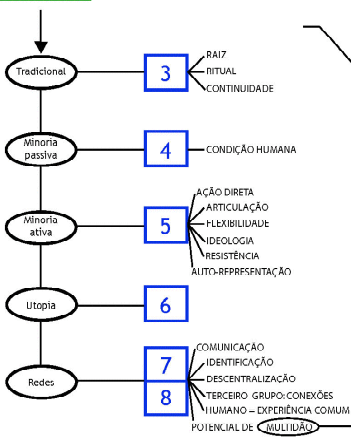 Tradicional
3
RAIZ
RITUAL
CONTINUIDADE
Minoria
passiva
4
CONDIÇÃO HUMANA
Minoria
ativa
5
AÇÃO DIRETA
ARTICULAÇÃO
FLEXIBILIDADE
IDEOLOGIA
RESISTÊNCIA
AUTO-REPRESENTAÇÃO
Utopia
6
Redes
7
8
COMUNICAÇÃO
IDENTIFICAÇÃO
DESCENTRALIZAÇÃO
TERCEIRO GRUPO: CONEXÕES
HUMANO – EXPERIÊNCIA COMUM
POTENCIAL DE MULTIDÃO